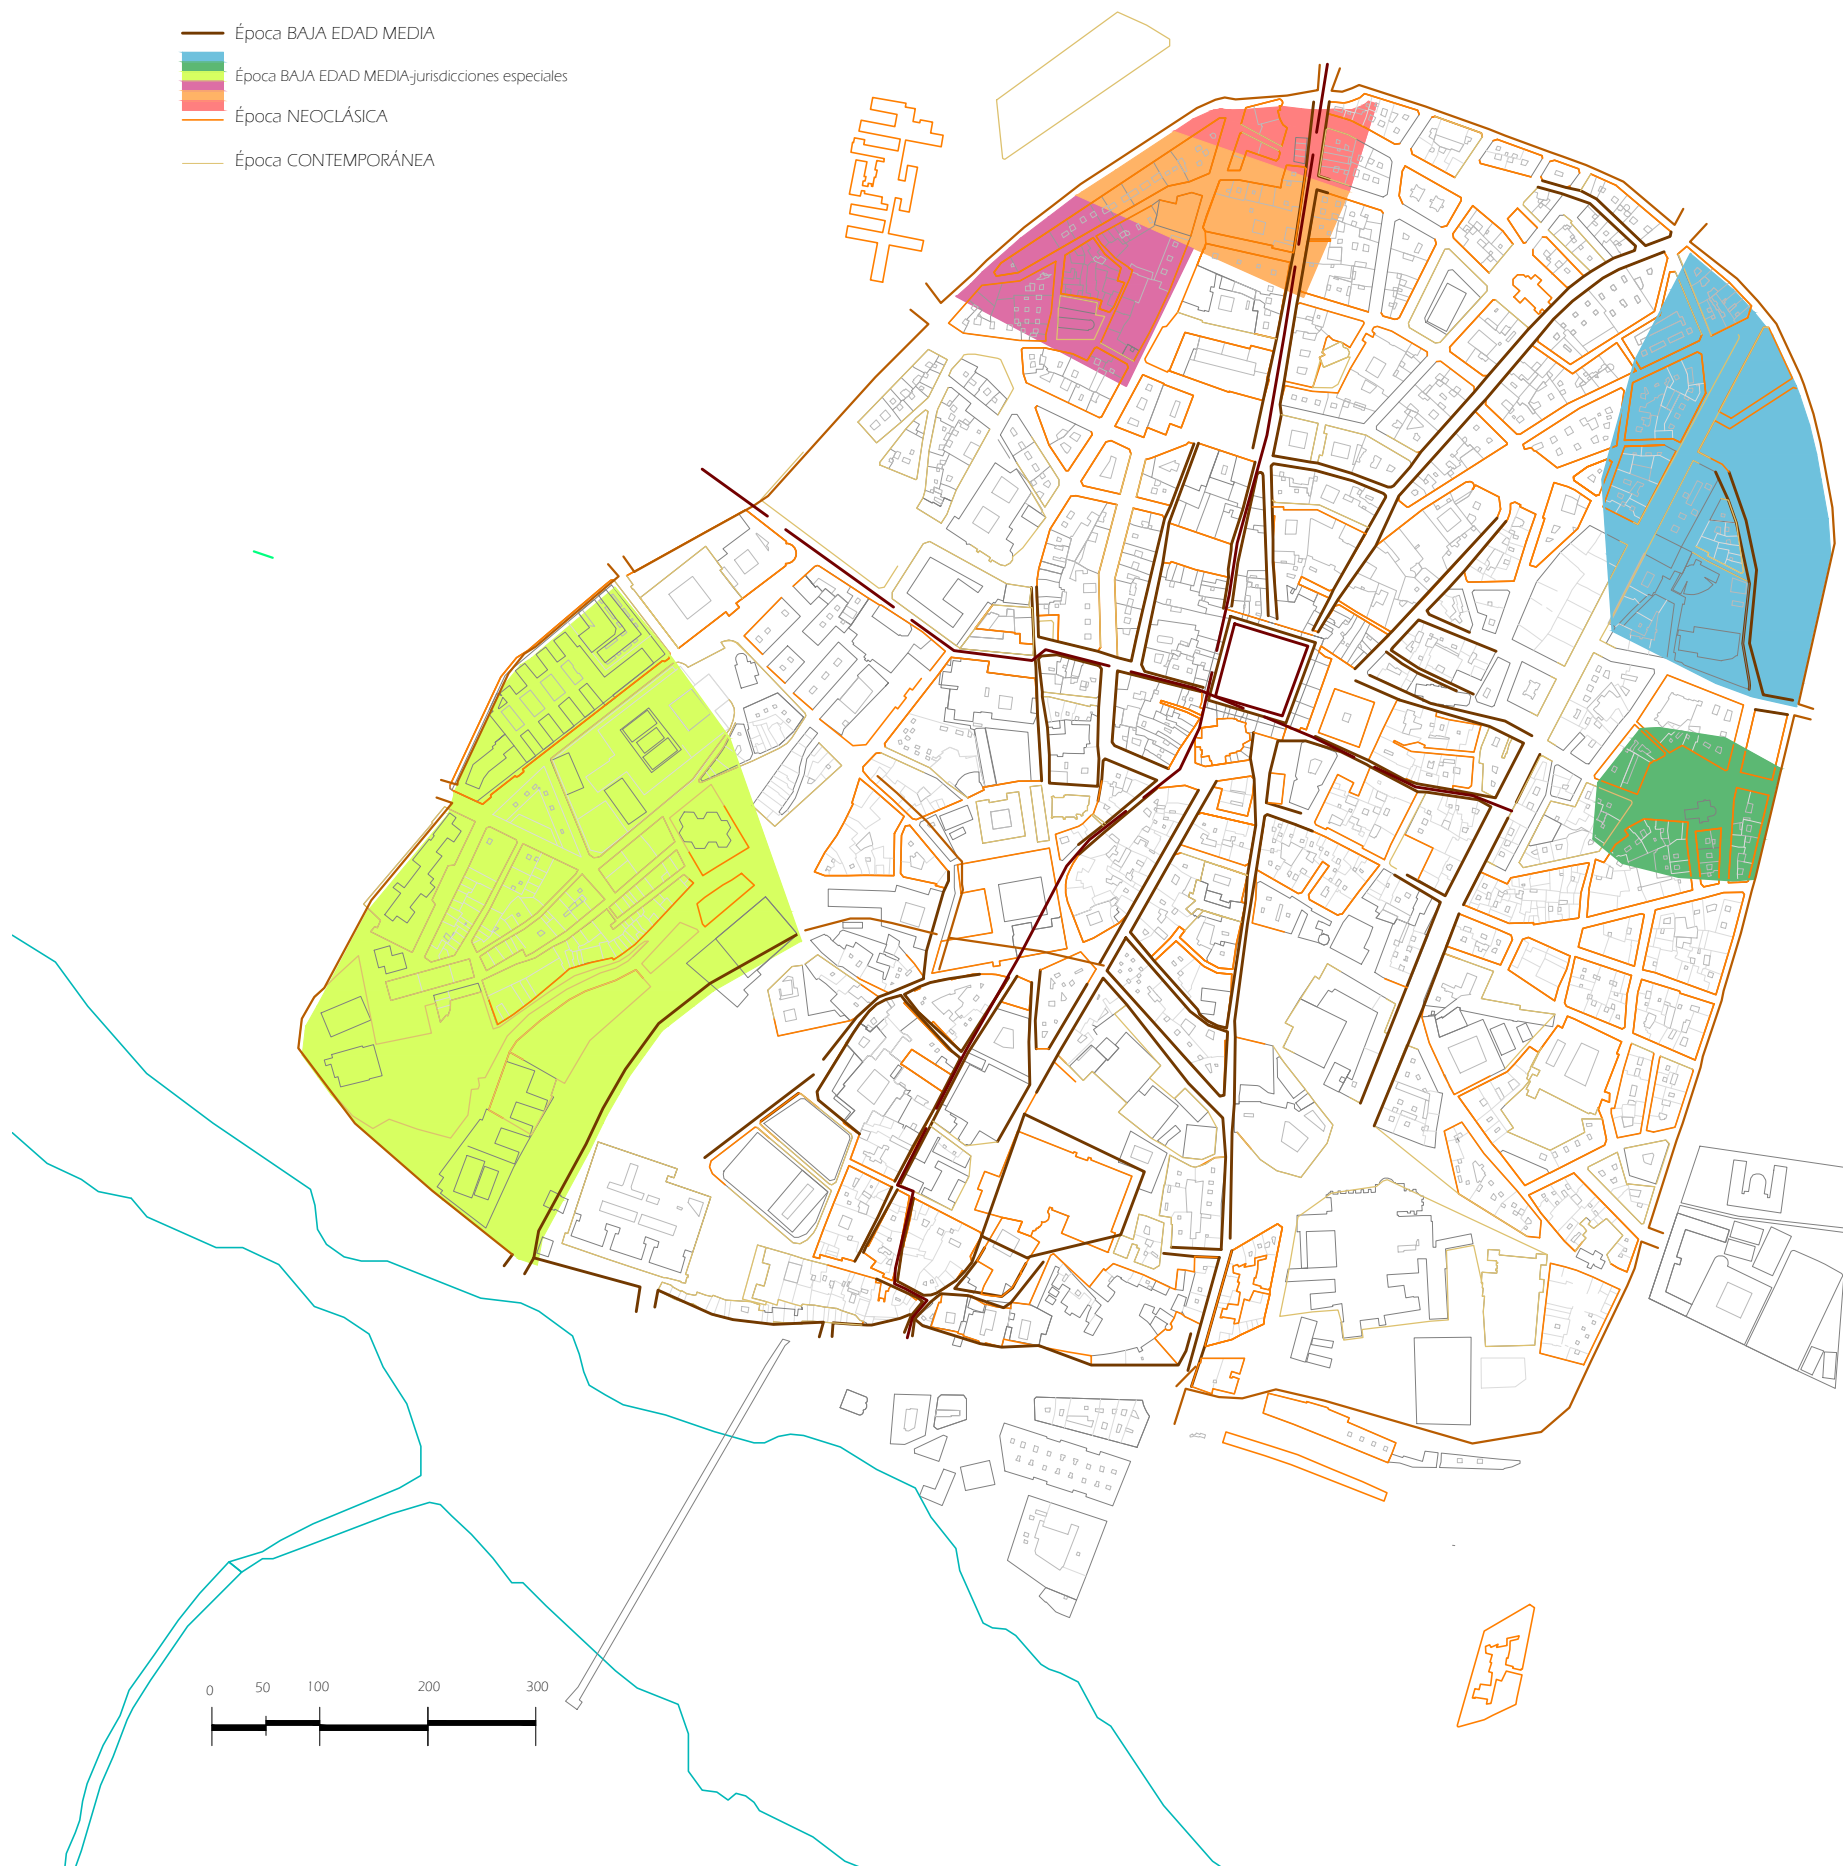 Época BAJA EDAD MEDIA
Época BAJA EDAD MEDIA-jurisdicciones especiales
Época NEOCLÁSICA
Época CONTEMPORÁNEA
0 50 100 200 300